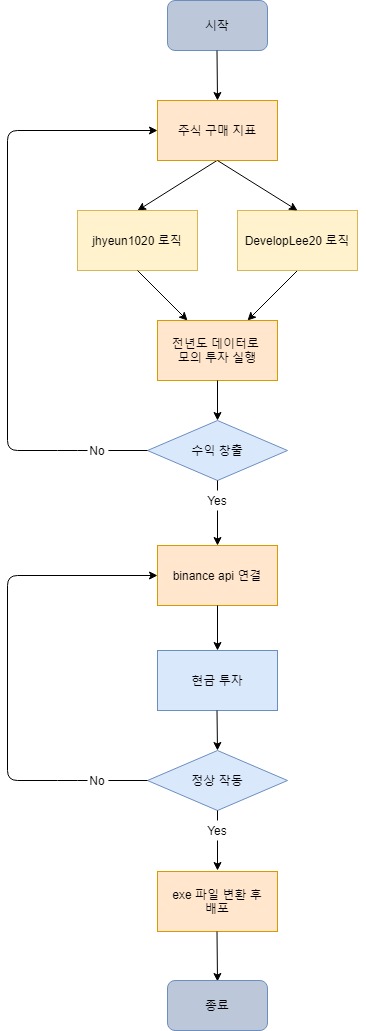 시작
주식 구매 지표
jhyeun1020 로직
DevelopLee20 로직
전년도 데이터로
모의 투자 실행
수익 창출
No
Yes
binance api 연결
현금 투자
정상 작동
No
Yes
exe 파일 변환 후
배포
종료